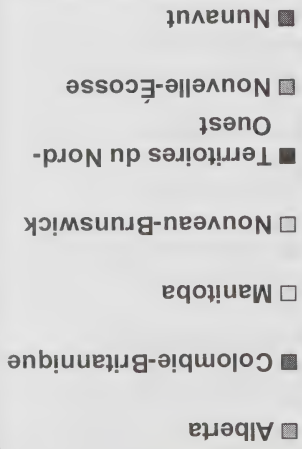 Alberta
Colombie-Britannique
Manitoba
Nouveau-Brunswick
Territoires du Nord-
Ouest
Nouvelle-Écosse
Nunavut